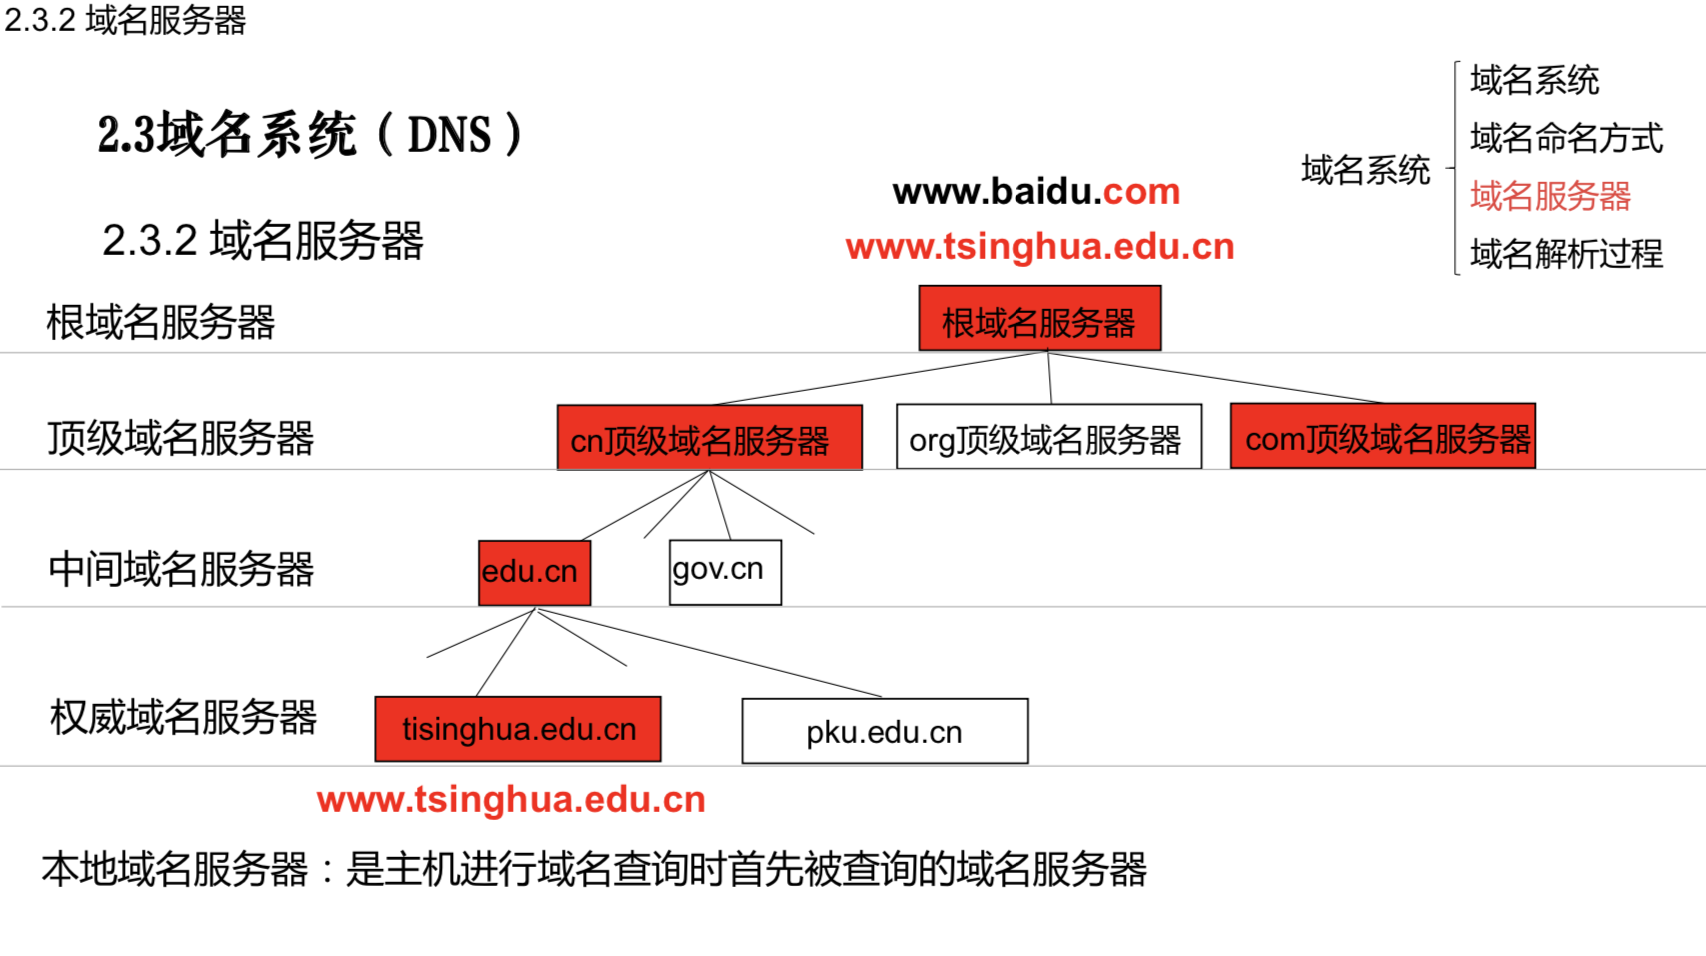 2.3.2 域名服务器
2.3域名系统（DNS）
2.3.2 域名服务器
www.baidu.com
www.tsinghua.edu.cn
域名系统
域名系统
域名命名方式
域名服务器
域名解析过程
根域名服务器
根域名服务器
顶级域名服务器
cn顶级域名服务器
org顶级域名服务器
com顶级域名服务器
中间域名服务器
edu.cn
gov.cn
权威域名服务器
tisinghua.edu.cn
pku.edu.cn
www.tsinghua.edu.cn
本地域名服务器：是主机进行域名查询时首先被查询的域名服务器